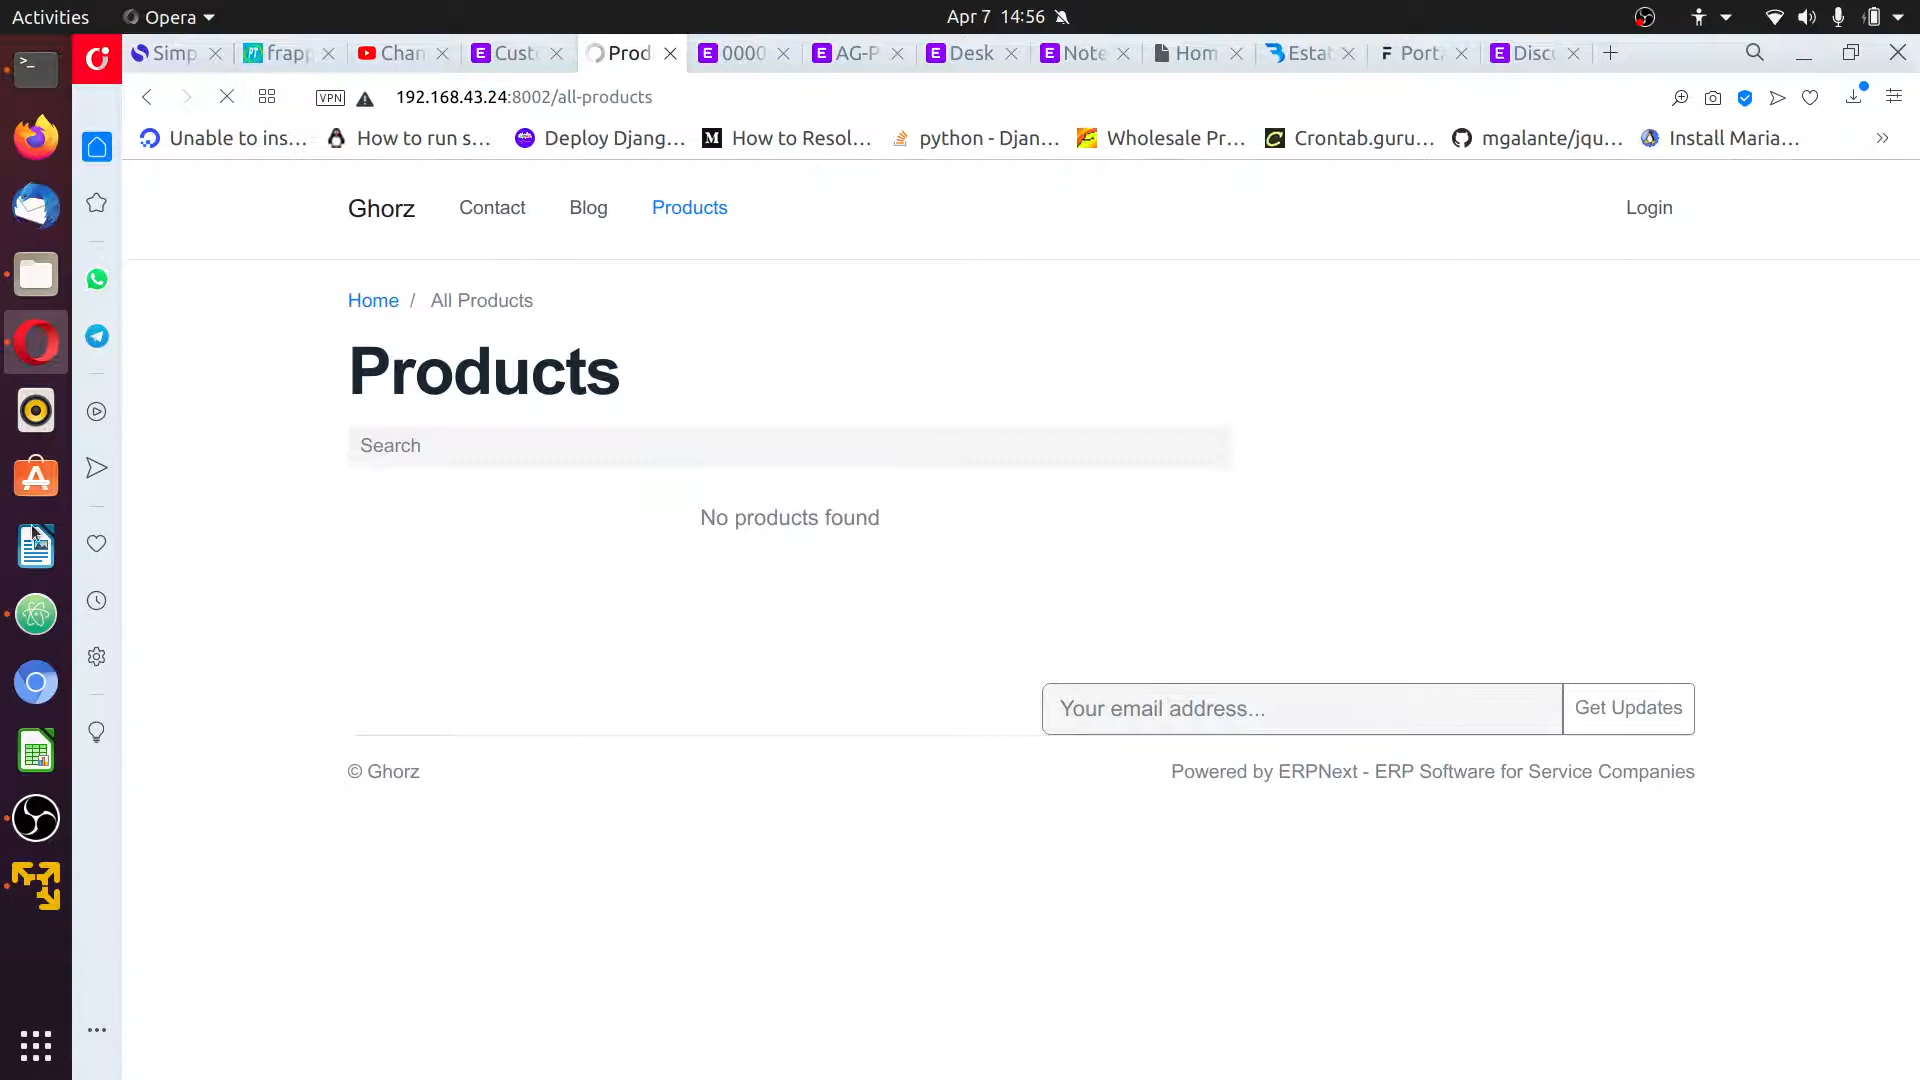 Activities Opera Apr 7 14:56
Simp frapp Chan Custo Prod 0000 AG-P Desk Note Hom Estat Port. Discu
VPN 192.168.43.24:8002/all-products
Unable to ins... How to run s... Deploy Djang... How to Resol... python - Djan... Wholesale Pr... Crontab.guru... mgalante/jqu... Install Maria...
Ghorz Contact Blog Products Login
Home / All Products
Products
Search
No products found
Your email address... Get Updates
© Ghorz Powered by ERPNext - ERP Software for Service Companies